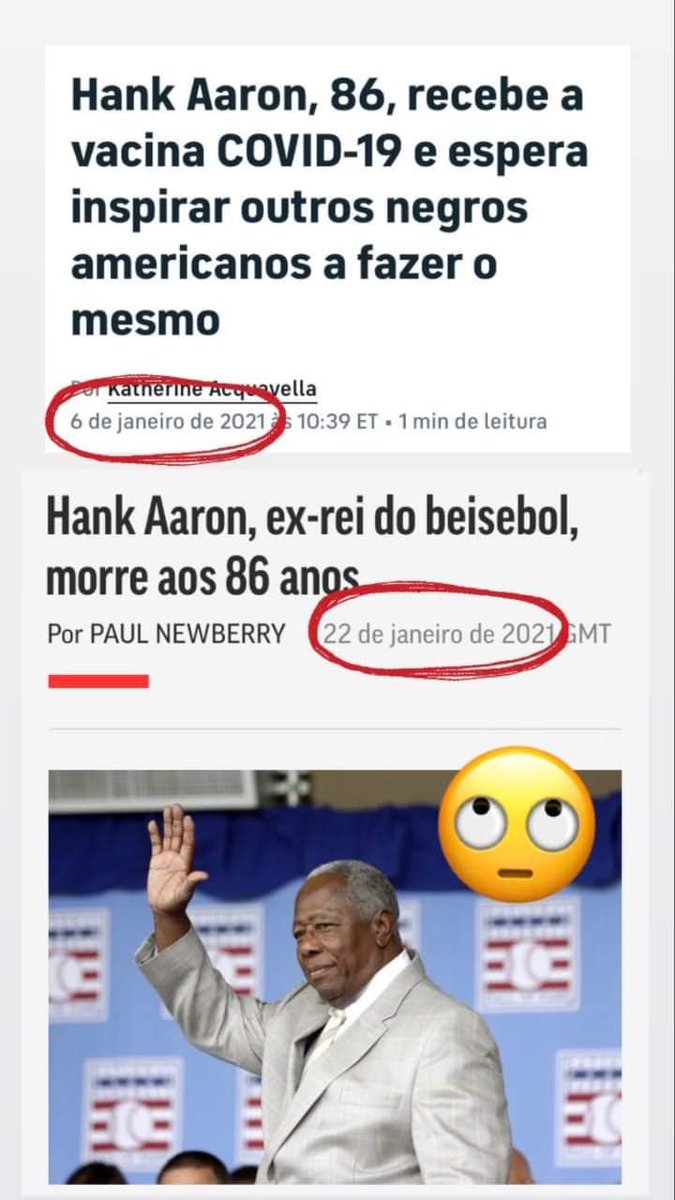 Hank Aaron, 86, recebe a
vacina COVID-19 e espera
inspirar outros negros
americanos a fazer o
mesmo
Por Katherine Acquavella
6 de janeiro de 2021 às 10:39 ET • 1 min de leitura
Hank Aaron, ex-rei do beisebol,
morre aos 86 anos
Por PAUL NEWBERRY 22 de janeiro de 2021 GMT